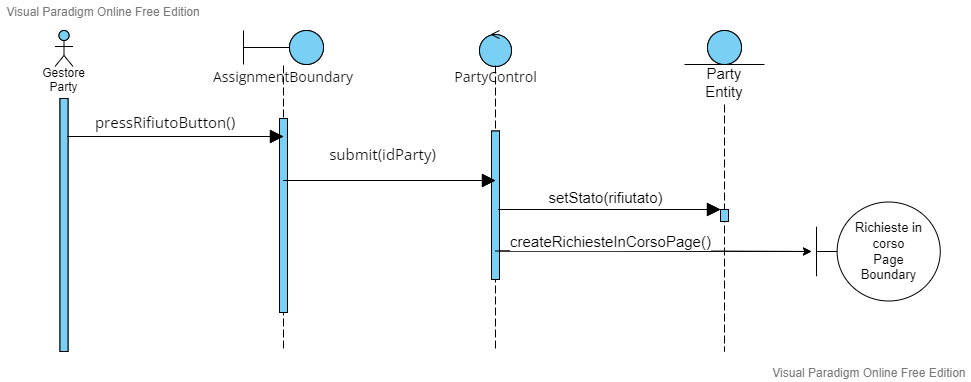 Visual Paradigm Online Free Edition
Gestore
Party
AssignmentBoundary
PartyControl
Party
Entity
pressRifiutoButton()
submit(idParty)
setStato(rifiutato)
createRichiesteInCorsoPage()
Richieste in
corso
Page
Boundary
Visual Paradigm Online Free Edition